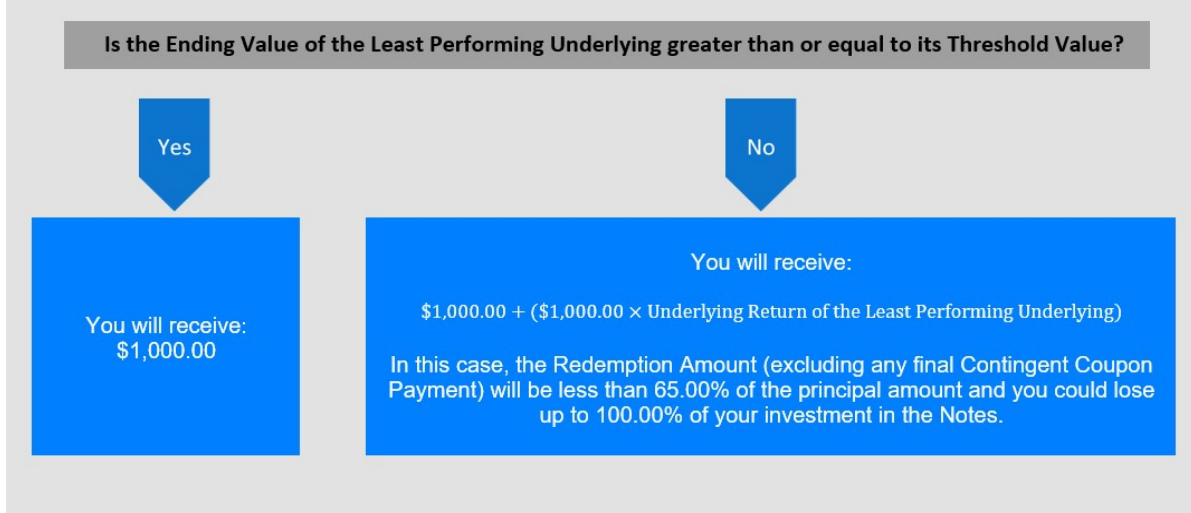 Is the Ending Value of the Least Performing Underlying greater than or equal to its Threshold Value?
Yes
No
You will receive:
$1,000.00
You will receive:
$1,000.00 + ($1,000.00 × Underlying Return of the Least Performing Underlying)
In this case, the Redemption Amount (excluding any final Contingent Coupon
Payment) will be less than 65.00% of the principal amount and you could lose
up to 100.00% of your investment in the Notes.